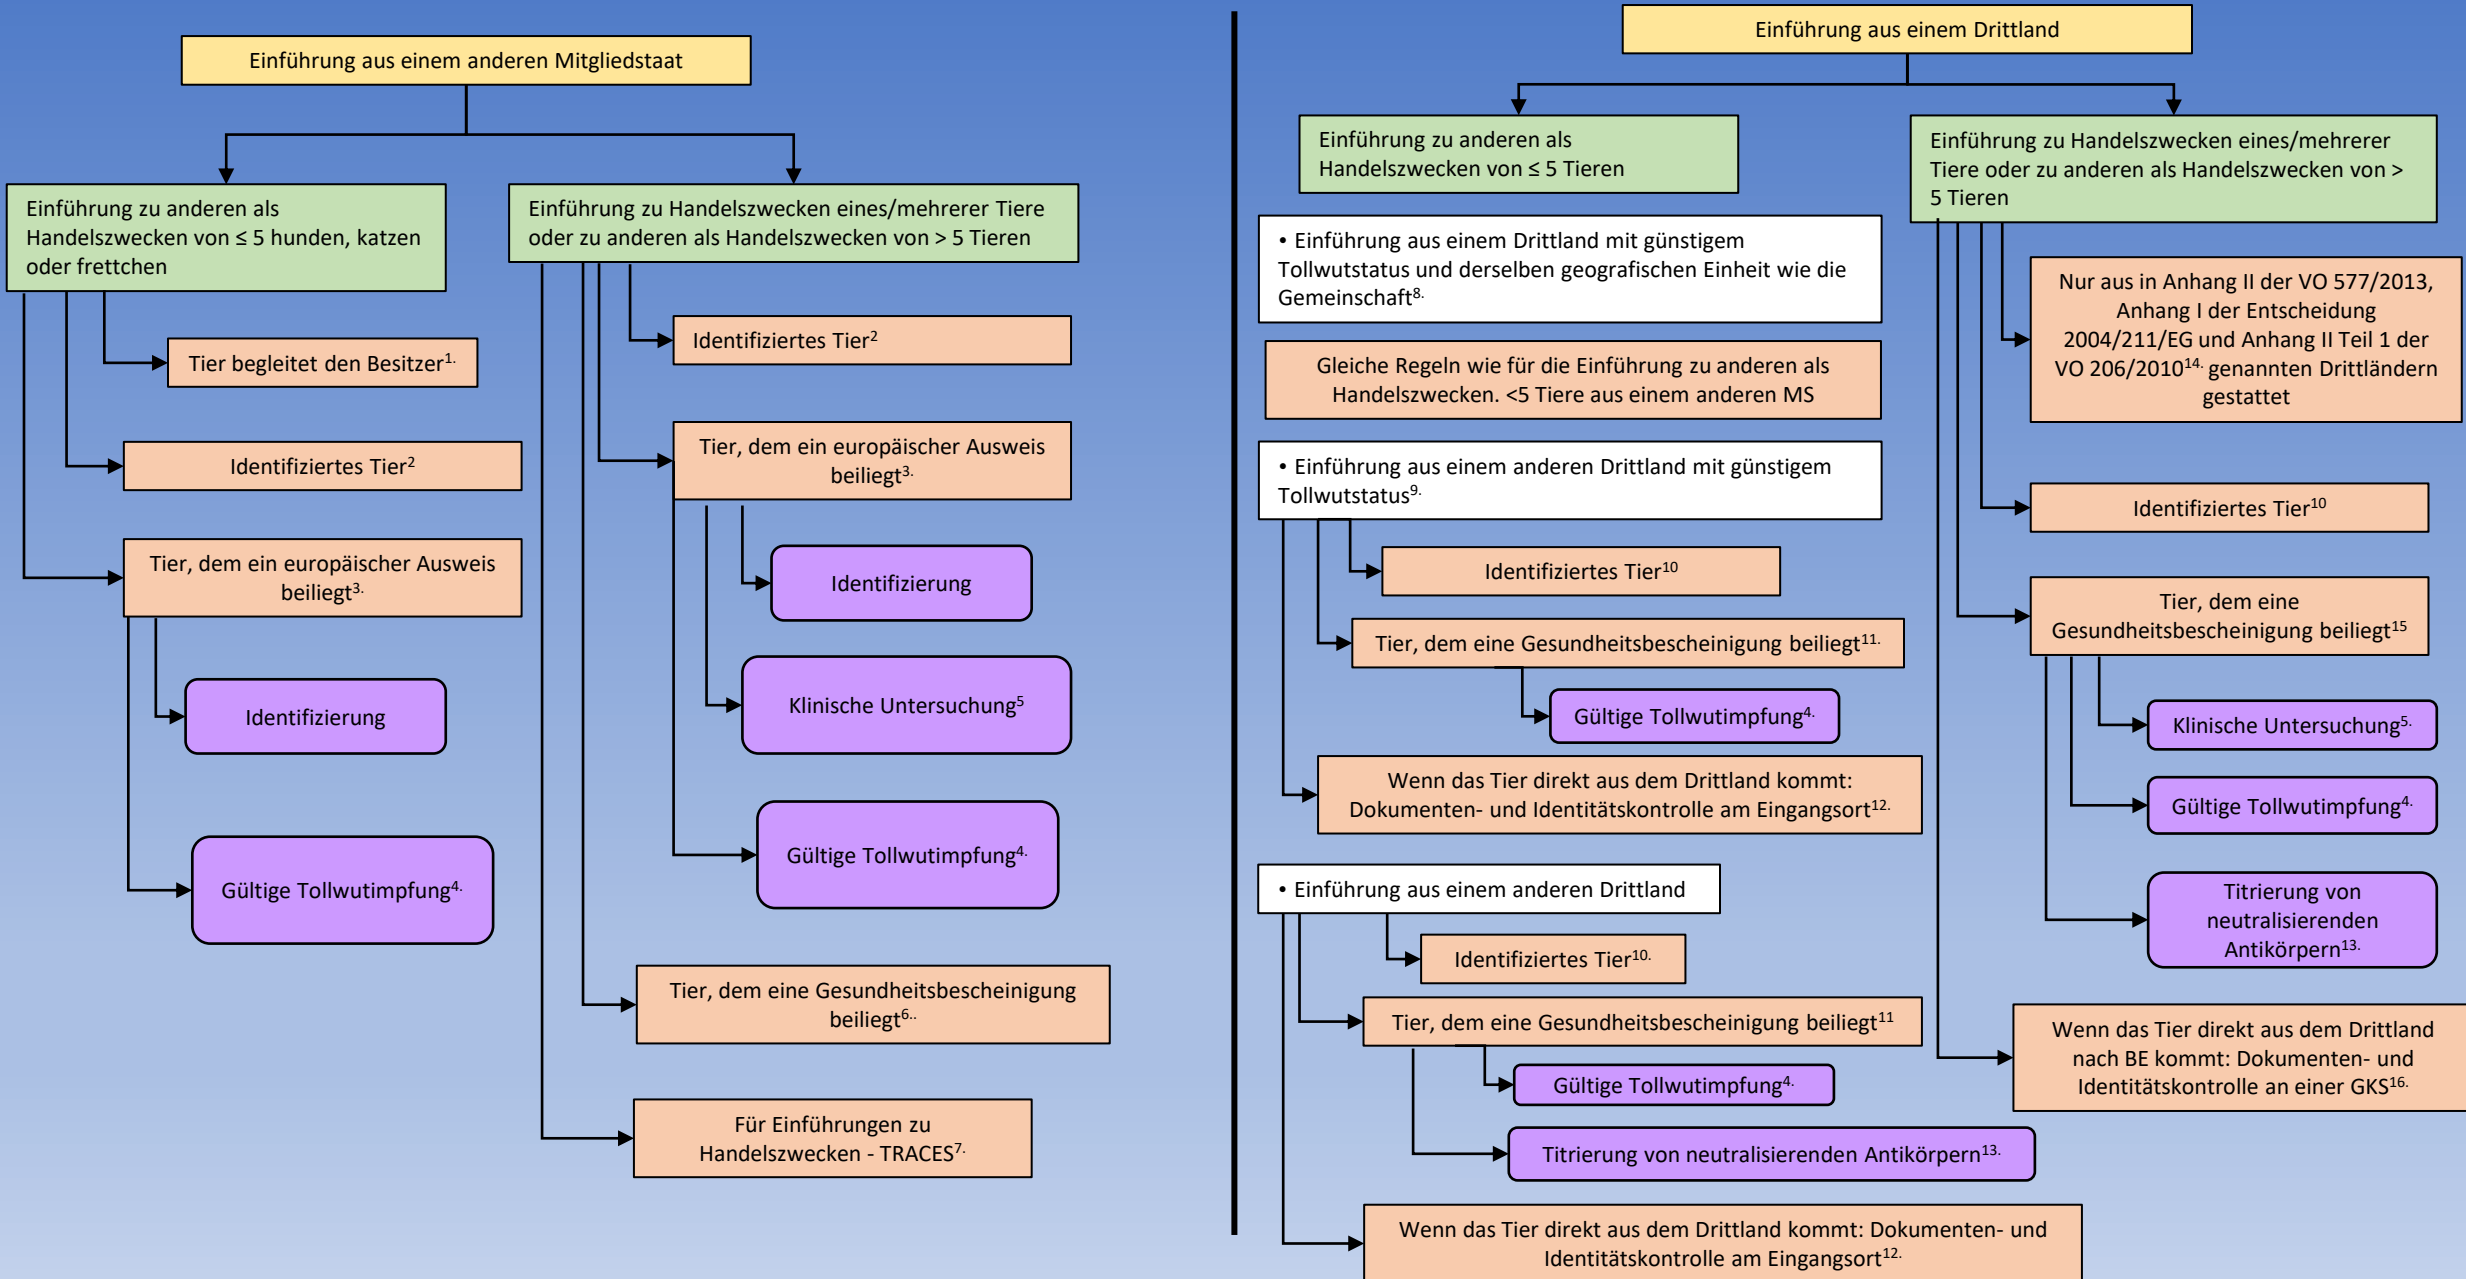 Einführung aus einem anderen Mitgliedstaat
Einführung zu anderen als
Handelszwecken von ≤ 5 hunden, katzen
oder frettchen
Tier begleitet den Besitzer1.
Identifiziertes Tier2
Tier, dem ein europäischer Ausweis
beiliegt3.
Identifizierung
Gültige Tollwutimpfung4.
Einführung zu Handelszwecken eines/mehrerer Tiere
oder zu anderen als Handelszwecken von > 5 Tieren
Identifiziertes Tier2
Tier, dem ein europäischer Ausweis
beiliegt3.
Identifizierung
Klinische Untersuchung5
Gültige Tollwutimpfung4.
Tier, dem eine Gesundheitsbescheinigung
beiliegt6..
Für Einführungen zu
Handelszwecken - TRACES7.
Einführung aus einem Drittland
Einführung zu anderen als
Handelszwecken von ≤ 5 Tieren
• Einführung aus einem Drittland mit günstigem
Tollwutstatus und derselben geografischen Einheit wie die
Gemeinschaft8.
Gleiche Regeln wie für die Einführung zu anderen als
Handelszwecken. <5 Tiere aus einem anderen MS
• Einführung aus einem anderen Drittland mit günstigem
Tollwutstatus9.
Identifiziertes Tier10
Tier, dem eine Gesundheitsbescheinigung beiliegt11.
Gültige Tollwutimpfung4.
Wenn das Tier direkt aus dem Drittland kommt:
Dokumenten- und Identitätskontrolle am Eingangsort12.
• Einführung aus einem anderen Drittland
Identifiziertes Tier10.
Tier, dem eine Gesundheitsbescheinigung beiliegt11
Gültige Tollwutimpfung4.
Titrierung von neutralisierenden Antikörpern13.
Wenn das Tier direkt aus dem Drittland kommt: Dokumenten- und
Identitätskontrolle am Eingangsort12.
Einführung zu Handelszwecken eines/mehrerer
Tiere oder zu anderen als Handelszwecken von >
5 Tieren
Nur aus in Anhang II der VO 577/2013,
Anhang I der Entscheidung
2004/211/EG und Anhang II Teil 1 der
VO 206/201014. genannten Drittländern
gestattet
Identifiziertes Tier10
Tier, dem eine
Gesundheitsbescheinigung beiliegt15
Klinische Untersuchung5.
Gültige Tollwutimpfung4.
Titrierung von
neutralisierenden
Antikörpern13.
Wenn das Tier direkt aus dem Drittland
nach BE kommt: Dokumenten- und
Identitätskontrolle an einer GKS16.